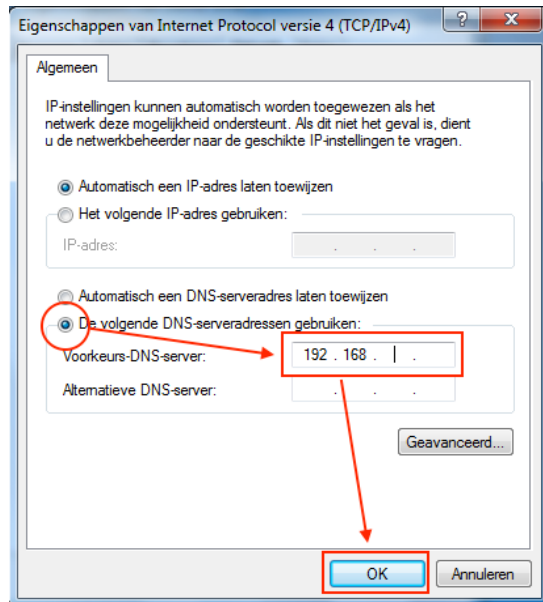 Eigenschappen van Internet Protocol versie 4 (TCP/IPv4)
?
X
Algemeen
IP-instellingen kunnen automatisch worden toegewezen als het
netwerk deze mogelijkheid ondersteunt. Als dit niet het geval is, dient
u de netwerkbeheerder naar de geschikte IP-instellingen te vragen.
Automatisch een IP-adres laten toewijzen
Het volgende IP-adres gebruiken:
IP-adres: . . .
Automatisch een DNS-serveradres laten toewijzen
De volgende DNS-serveradressen gebruiken:
Voorkeurs-DNS-server: 192 . 168 . .
Alternatieve DNS-server: . . .
Geavanceerd...
OK Annuleren